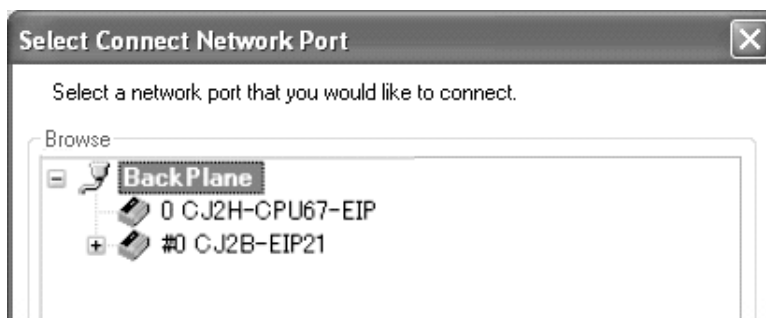 Select Connect Network Port
Select a network port that you would like to connect.
Browse
BackPlane
0 CJ2H-CPU67-EIP
#0 CJ2B-EIP21